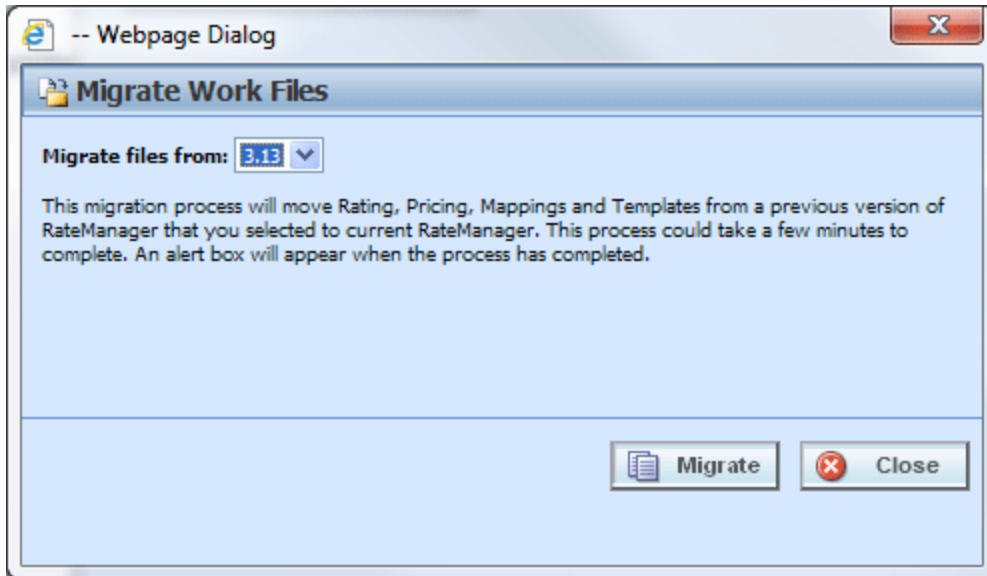 -- Webpage Dialog
Migrate Work Files
Migrate files from: 3.13
This migration process will move Rating, Pricing, Mappings and Templates from a previous version of
RateManager that you selected to current RateManager. This process could take a few minutes to
complete. An alert box will appear when the process has completed.
Migrate Close